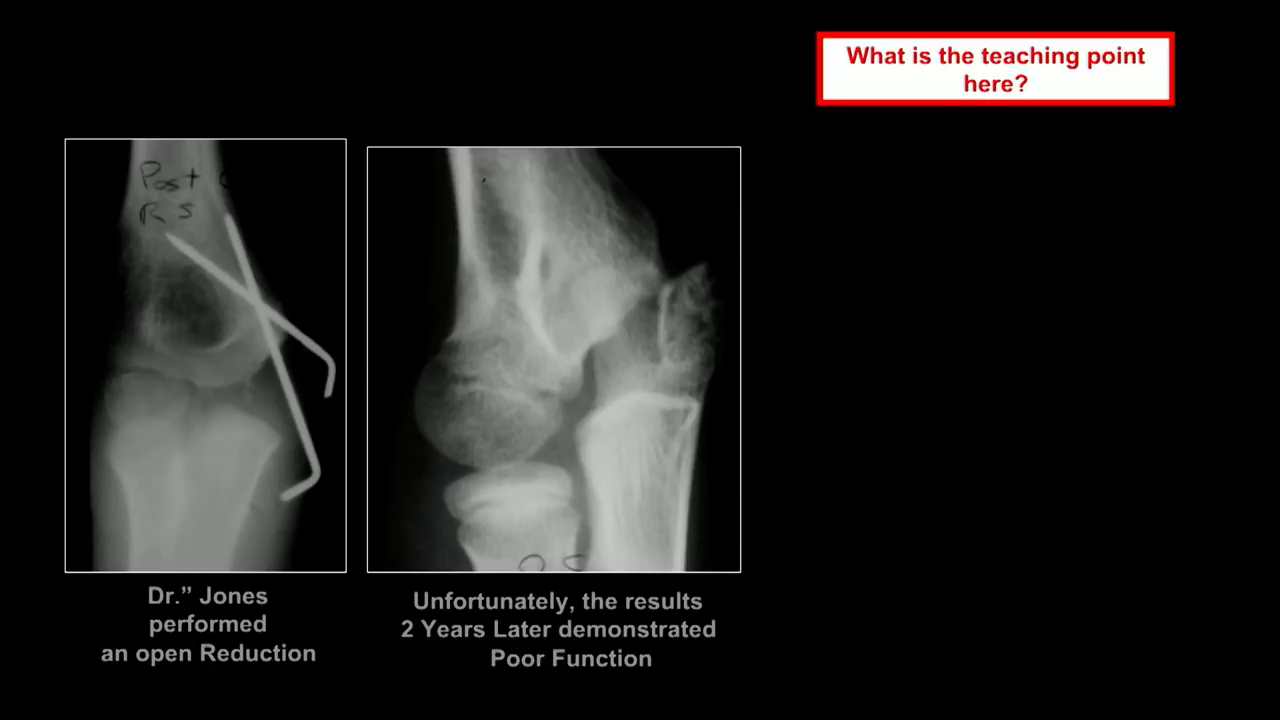 What is the teaching point
here?
Post
R S
Dr.” Jones
performed
an open Reduction
Unfortunately, the results
2 Years Later demonstrated
Poor Function